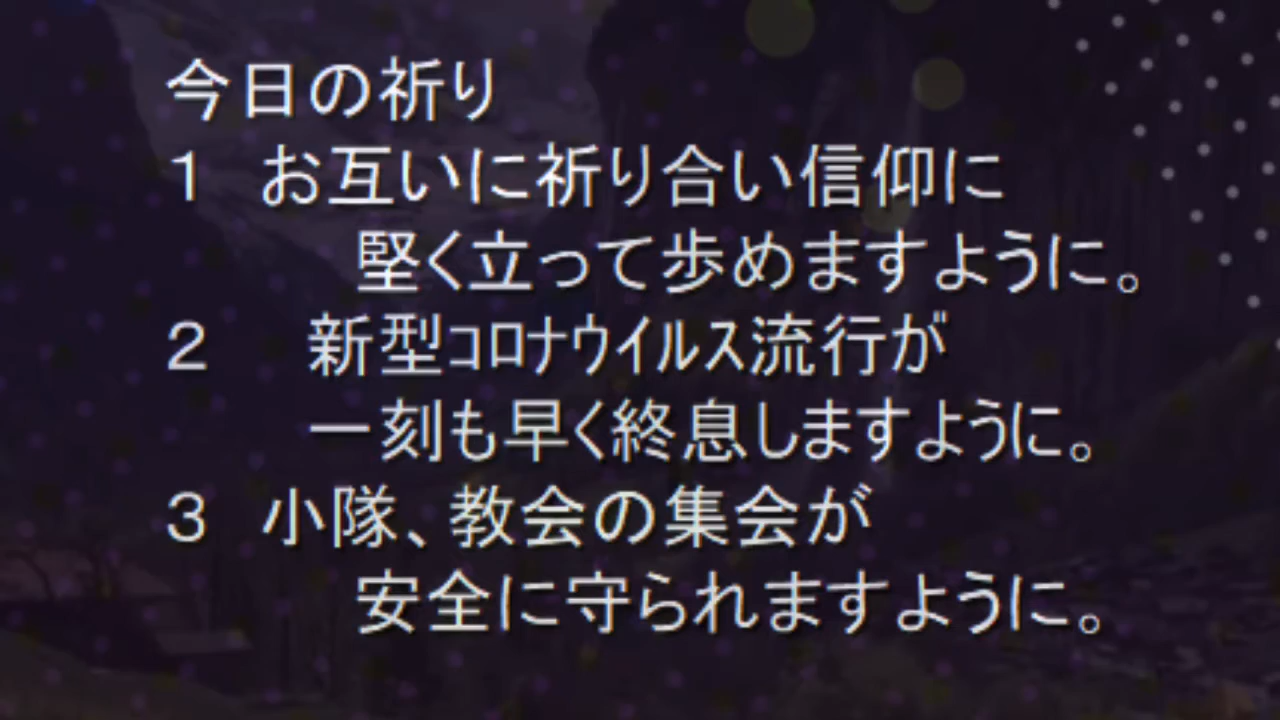 今日の祈り
１　お互いに祈り合い信仰に
堅く立って歩めますように。
２　新型ｺﾛﾅｳｲﾙｽ流行が
一刻も早く終息しますように。
３　小隊、教会の集会が
安全に守られますように。